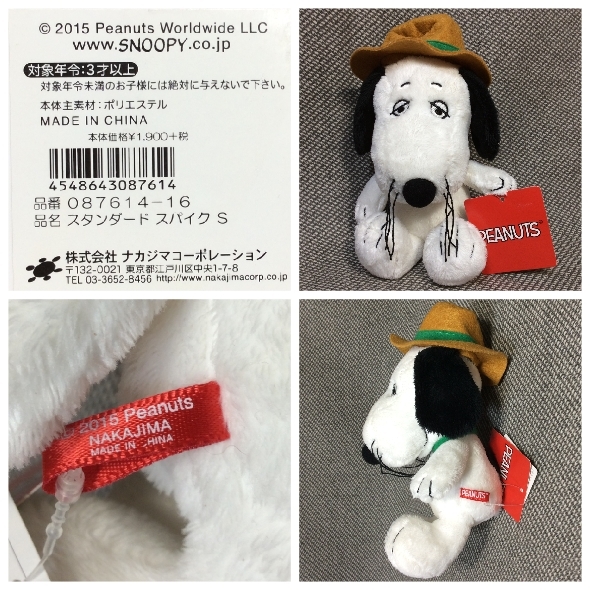 © 2015 Peanuts Worldwide LLC
www.SNOOPY.co.jp
対象年令:3才以上
対象年令未満のお子様には絶対に与えないで下さい。
本体主素材:ポリエステル
MADE IN CHINA
本体価格¥1,900+税
4548643087614
品番 087614-16
品名 スタンダード スパイク S
株式会社 ナカジマコーポレーション
〒132-0021 東京都江戸川区中央1-7-8
TEL 03-3652-8456 http://www.nakajimacorp.co.jp
PEANUTS
© 2015 Peanuts
NAKAJIMA
MADE IN CHINA
PEANUTS
PEANUTS